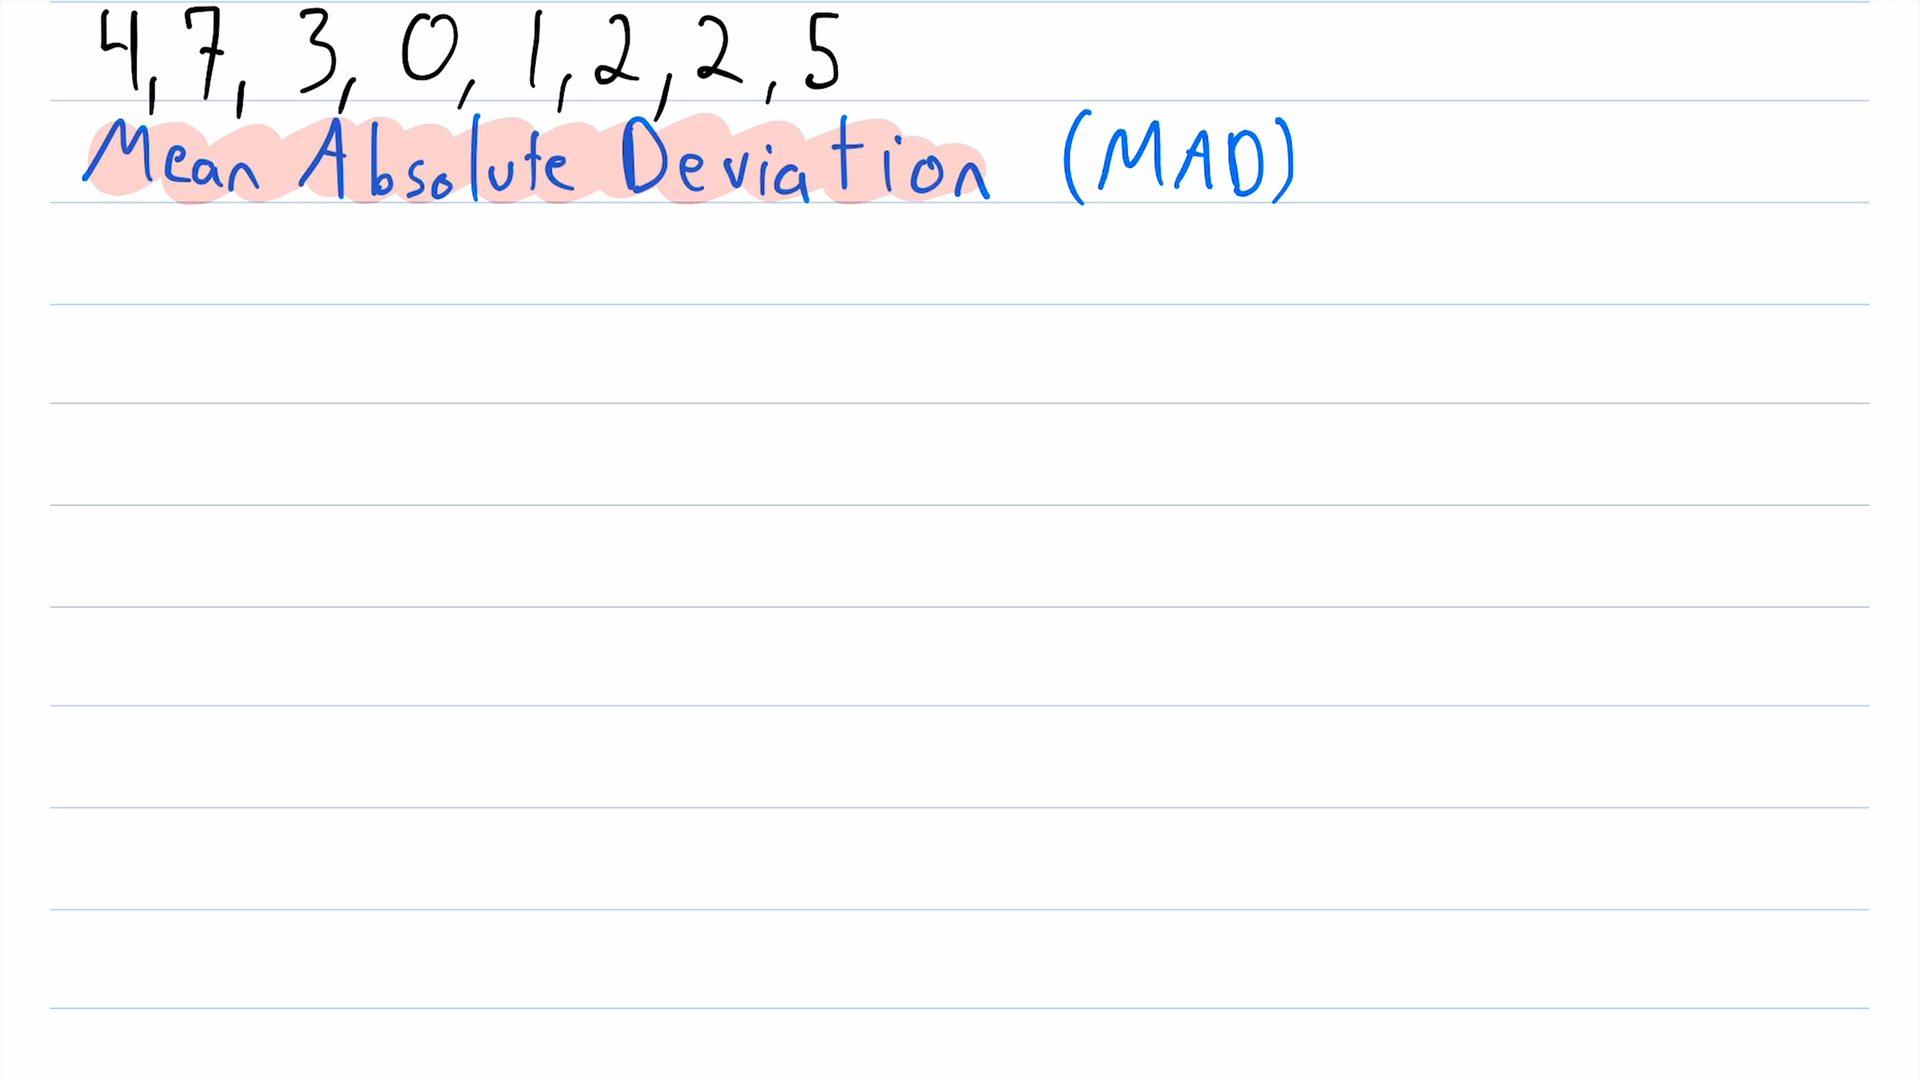 4, 7, 3, 0, 1, 2, 2, 5
Mean Absolute Deviation (MAD)